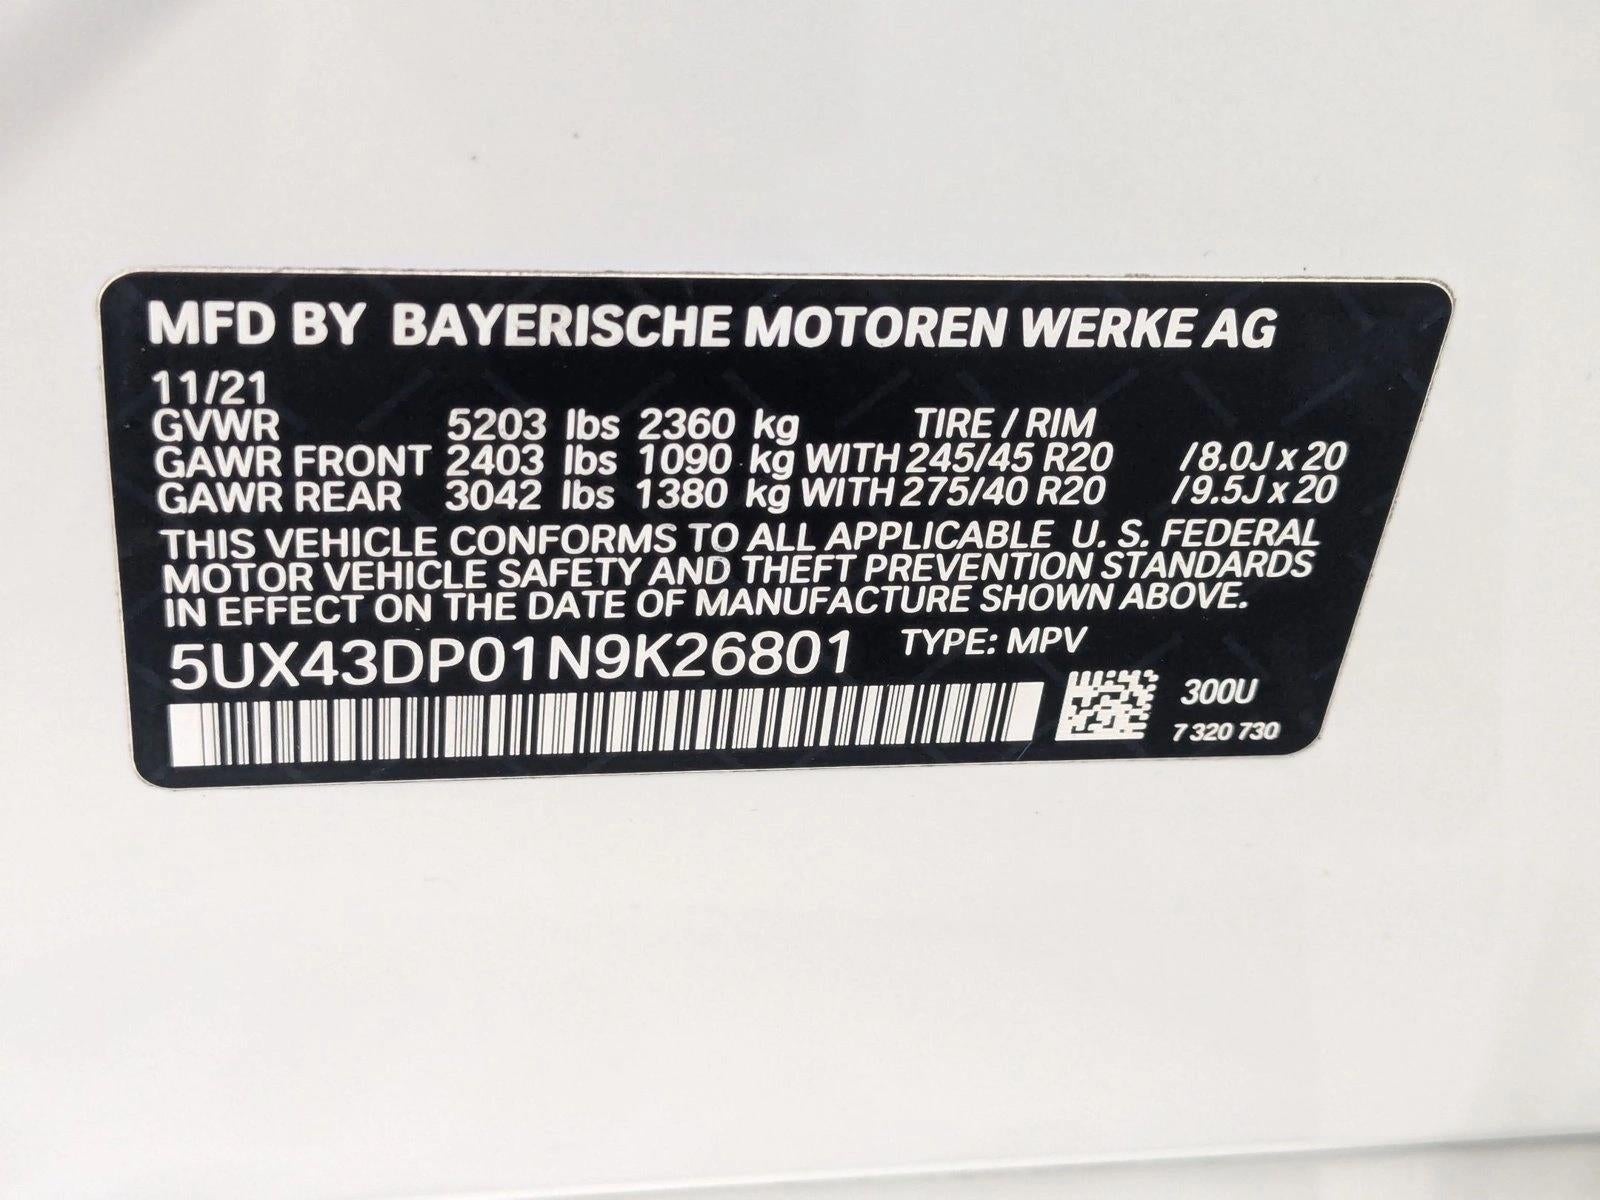 MFD BY BAYERISCHE MOTOREN WERKE AG
11/21
GVWR 5203 lbs 2360 kg TIRE / RIM
GAWR FRONT 2403 lbs 1090 kg WITH 245/45 R20 /8.0J x 20
GAWR REAR 3042 lbs 1380 kg WITH 275/40 R20 /9.5J x 20
THIS VEHICLE CONFORMS TO ALL APPLICABLE U. S. FEDERAL
MOTOR VEHICLE SAFETY AND THEFT PREVENTION STANDARDS
IN EFFECT ON THE DATE OF MANUFACTURE SHOWN ABOVE.
5UX43DP01N9K26801 TYPE: MPV
300U
7 320 730